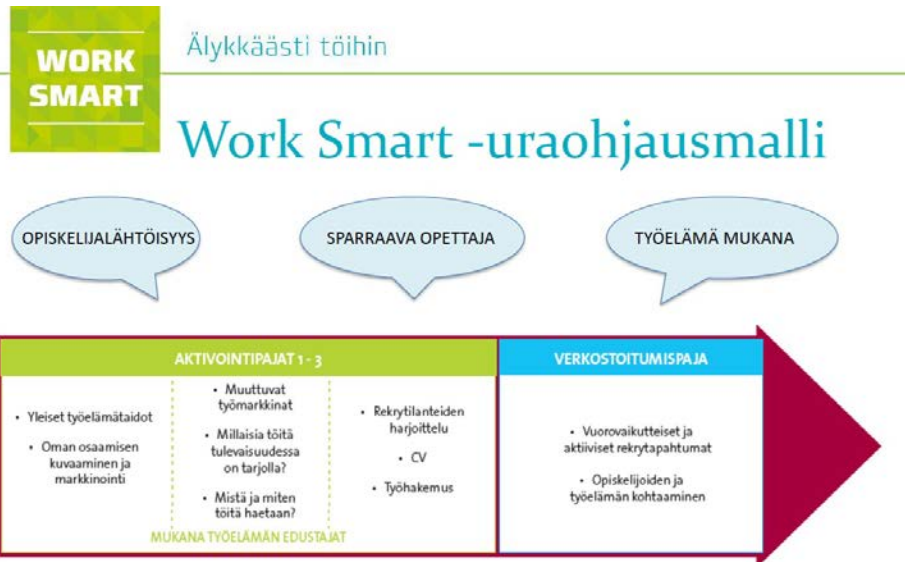 WORK
SMART
Älykkäästi töihin
Work Smart -uraohjausmalli
OPISKELIJALÄHTÖISYYS
SPARRAAVA OPETTAJA
TYÖELÄMÄ MUKANA
AKTIVOINTIPAJAT 1 - 3
• Yleiset työelämätaidot
• Oman osaamisen
kuvaaminen ja
markkinointi
• Muuttuvat
työmarkkinat
• Millaisia töitä
tulevaisuudessa
on tarjolla?
• Mistä ja miten
töitä haetaan?
• Rekrytilanteiden
harjoittelu
• CV
• Työhakemus
MUKANA TYÖELÄMÄN EDUSTAJAT
VERKOSTOITUMISPAJA
• Vuorovaikutteiset ja
aktiiviset rekrytapahtumat
• Opiskelijoiden ja
työelämän kohtaaminen